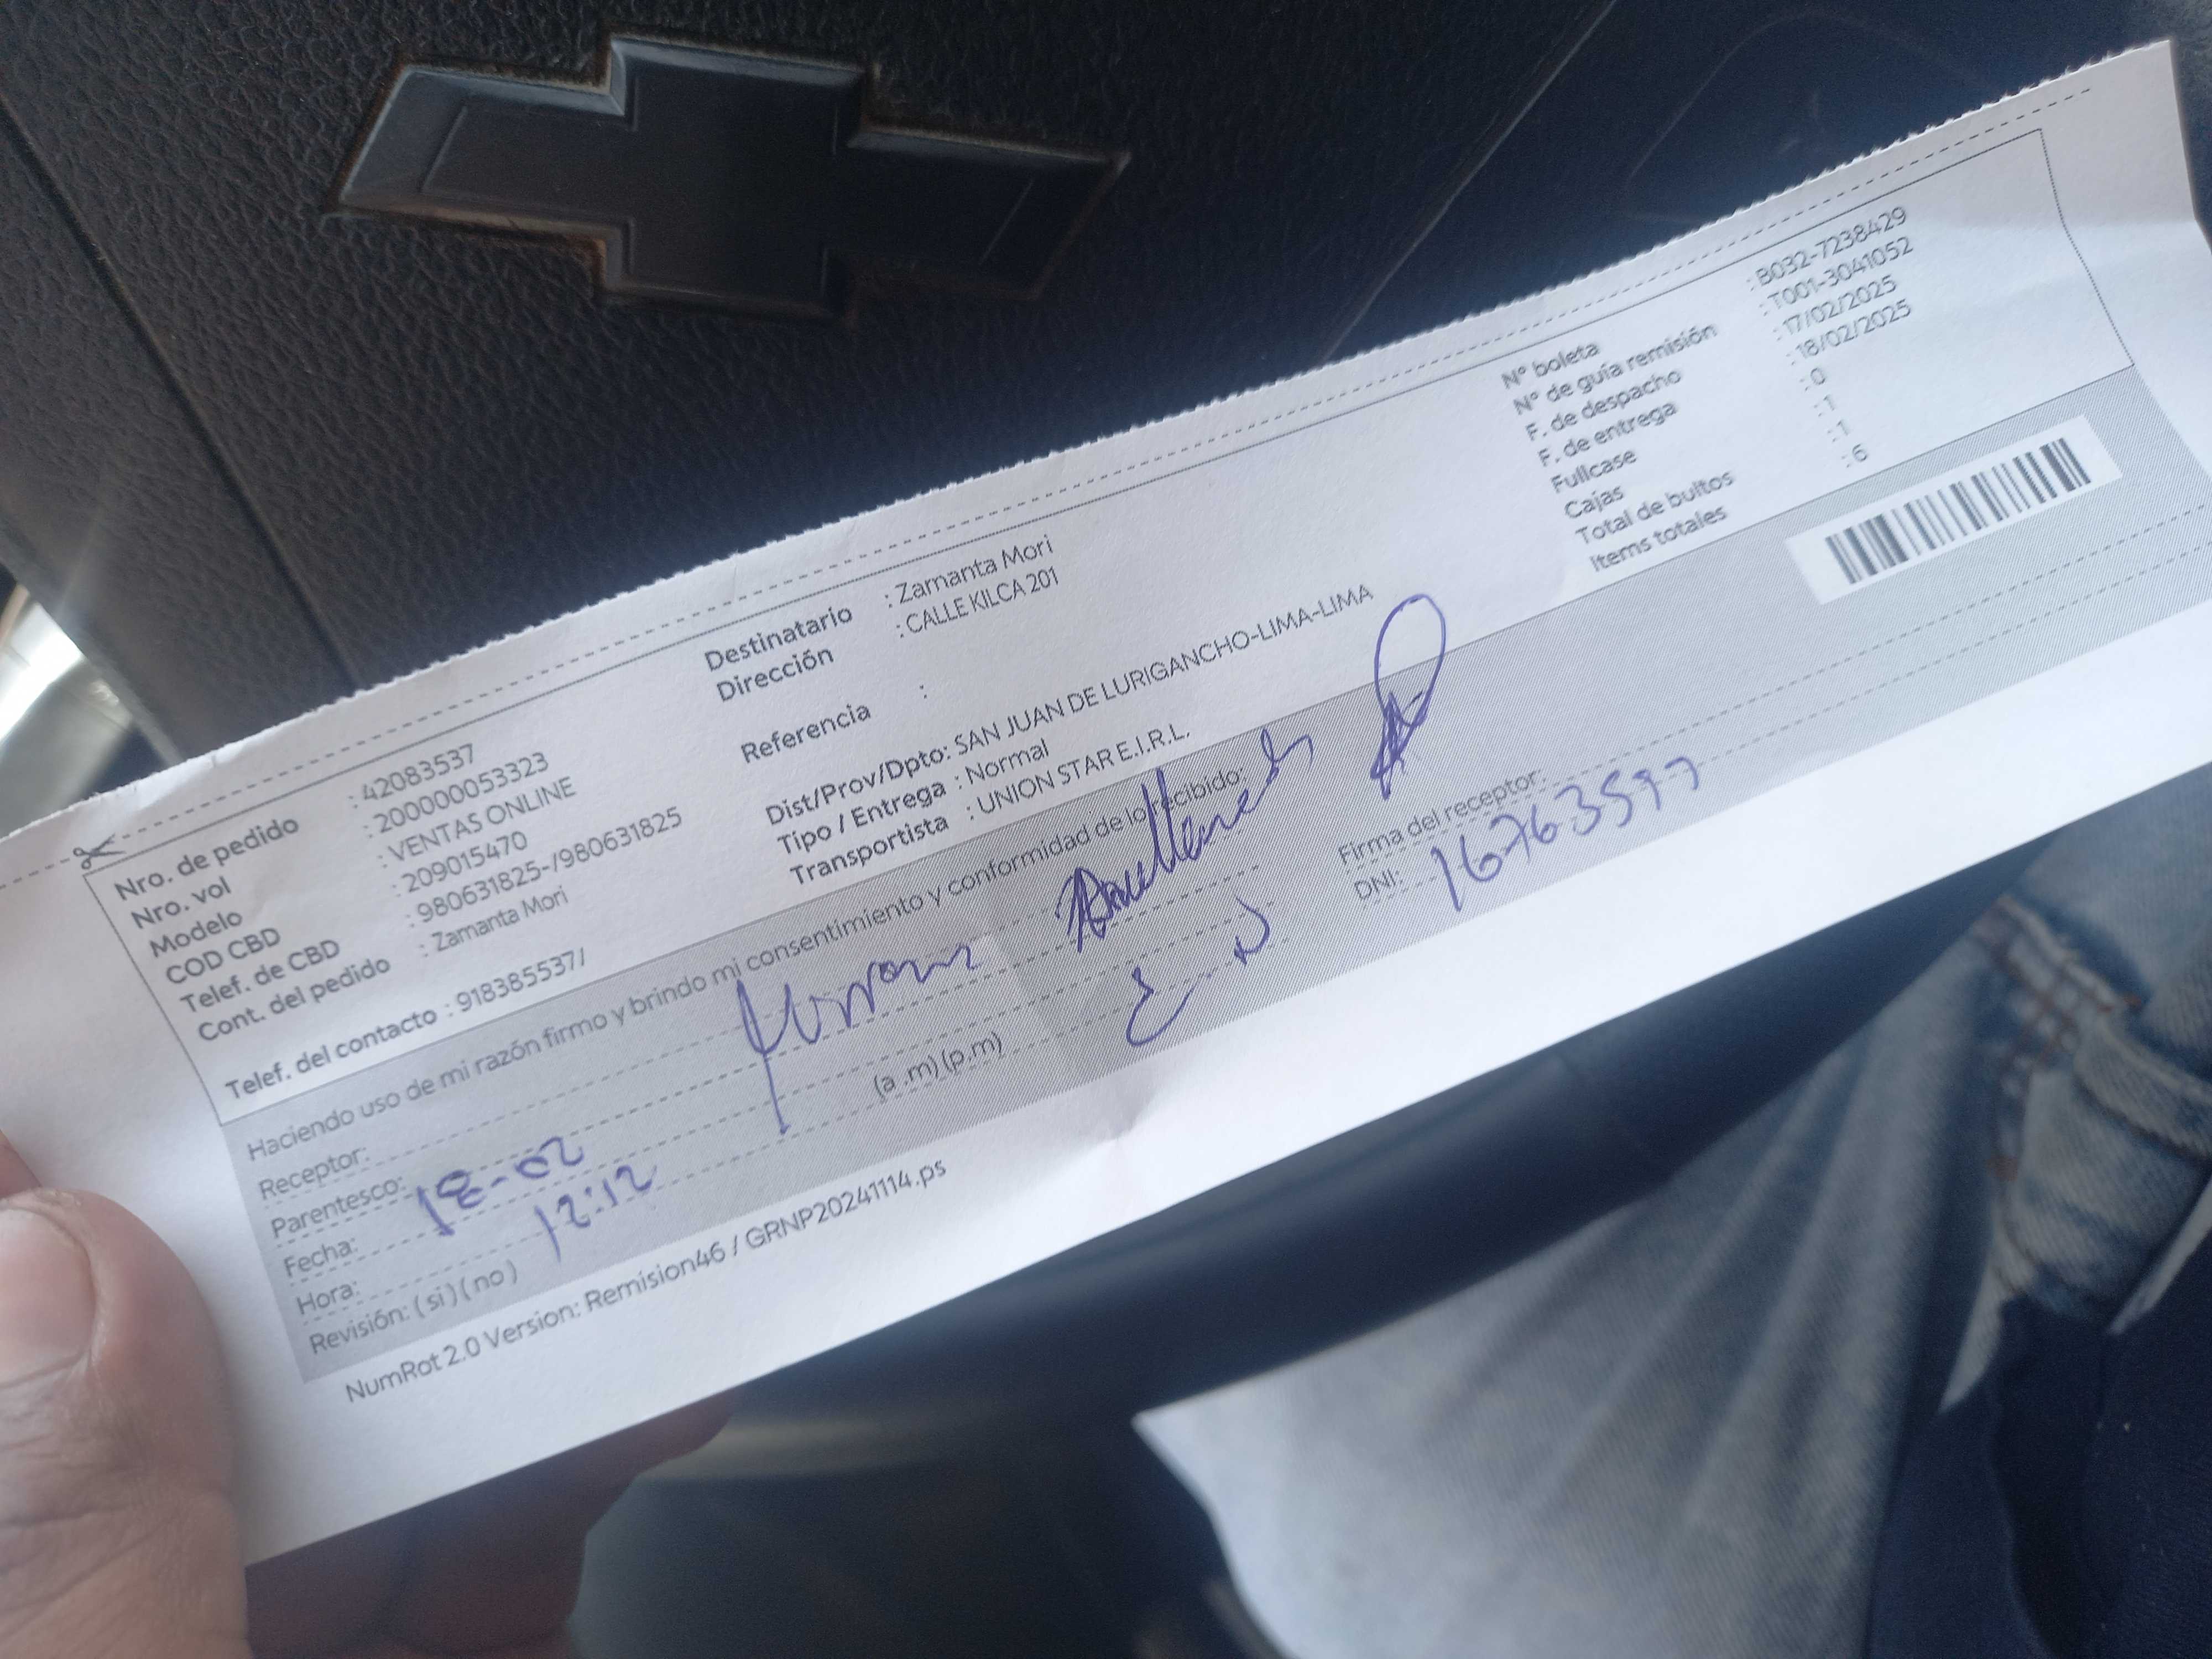 Nro. de pedido : 42083537
Nro. vol : 200000053323
Modelo : VENTAS ONLINE
COD CBD : 209015470
Telef. de CBD : 980631825-/980631825
Cont. del pedido : Zamanta Mori
Telef. del contacto : 918385537/
Destinatario : Zamanta Mori
Dirección : CALLE KILCA 201
Referencia :
Dist/Prov/Dpto: SAN JUAN DE LURIGANCHO-LIMA-LIMA
Tipo / Entrega : Normal
Transportista : UNION STAR E.I.R.L.
N° boleta : B032-7238429
N° de guía remisión : T001-3041052
F. de despacho : 17/02/2025
F. de entrega : 18/02/2025
Fullcase : 0
Cajas : 1
Total de bultos : 1
Items totales : 6
Haciendo uso de mi razón firmo y brindo mi consentimiento y conformidad de lo recibido:
Receptor:
Parentesco:
Fecha: 18-02
Hora: 12:12 (a .m) (p.m)
Revisión: (si) (no)
Firma del receptor:
DNI: 16763597
NumRot 2.0 Version: Remision46 / GRNP20241114.ps